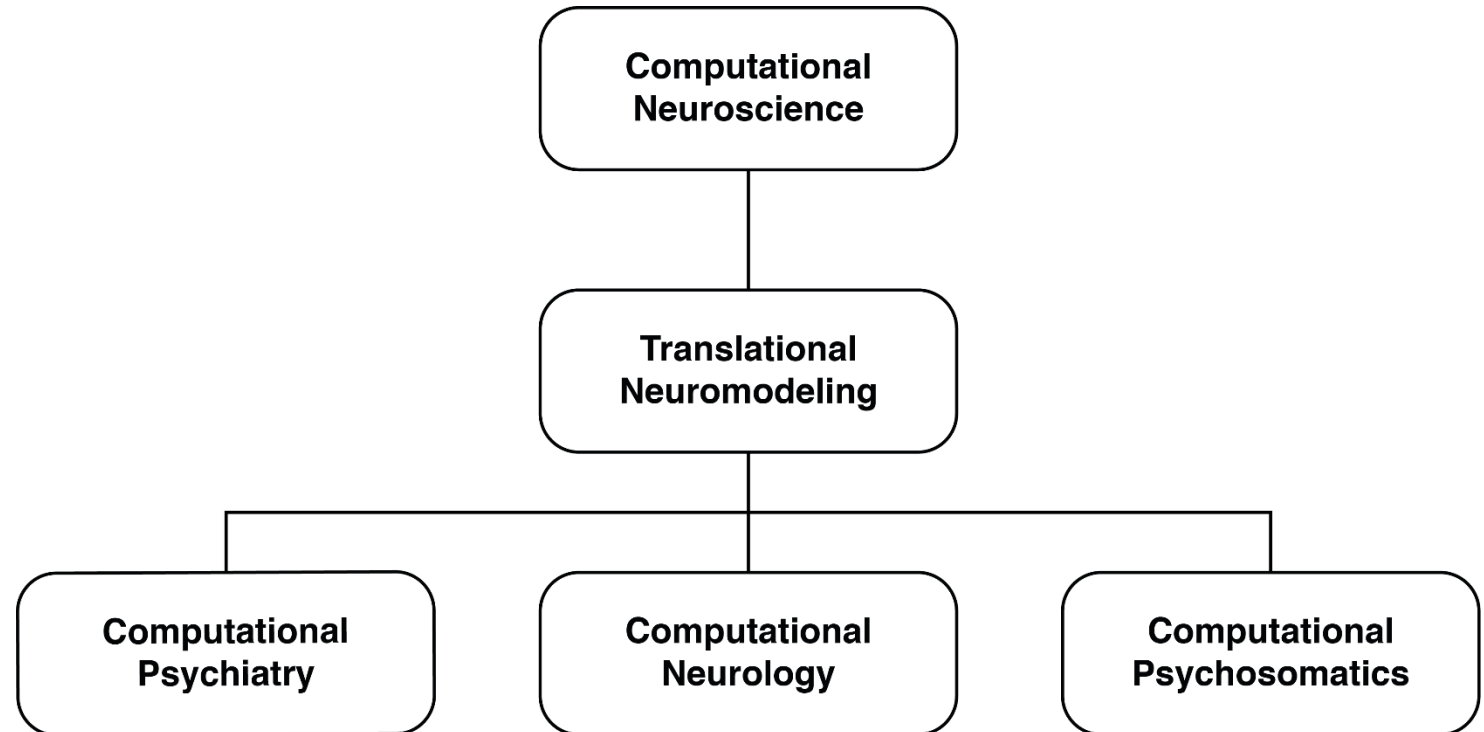 Computational
Neuroscience
Translational
Neuromodeling
Computational
Psychiatry
Computational
Neurology
Computational
Psychosomatics